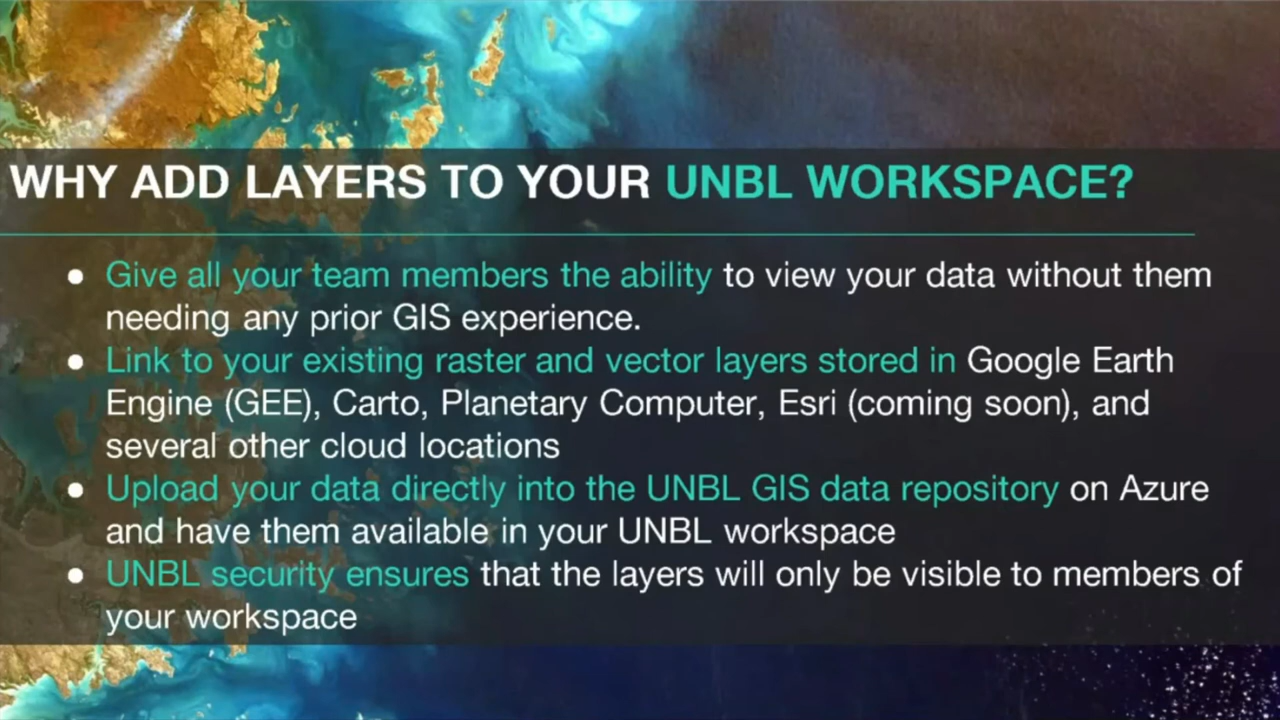 WHY ADD LAYERS TO YOUR UNBL WORKSPACE?
● Give all your team members the ability to view your data without them
needing any prior GIS experience.
● Link to your existing raster and vector layers stored in Google Earth
Engine (GEE), Carto, Planetary Computer, Esri (coming soon), and
several other cloud locations
● Upload your data directly into the UNBL GIS data repository on Azure
and have them available in your UNBL workspace
● UNBL security ensures that the layers will only be visible to members of
your workspace